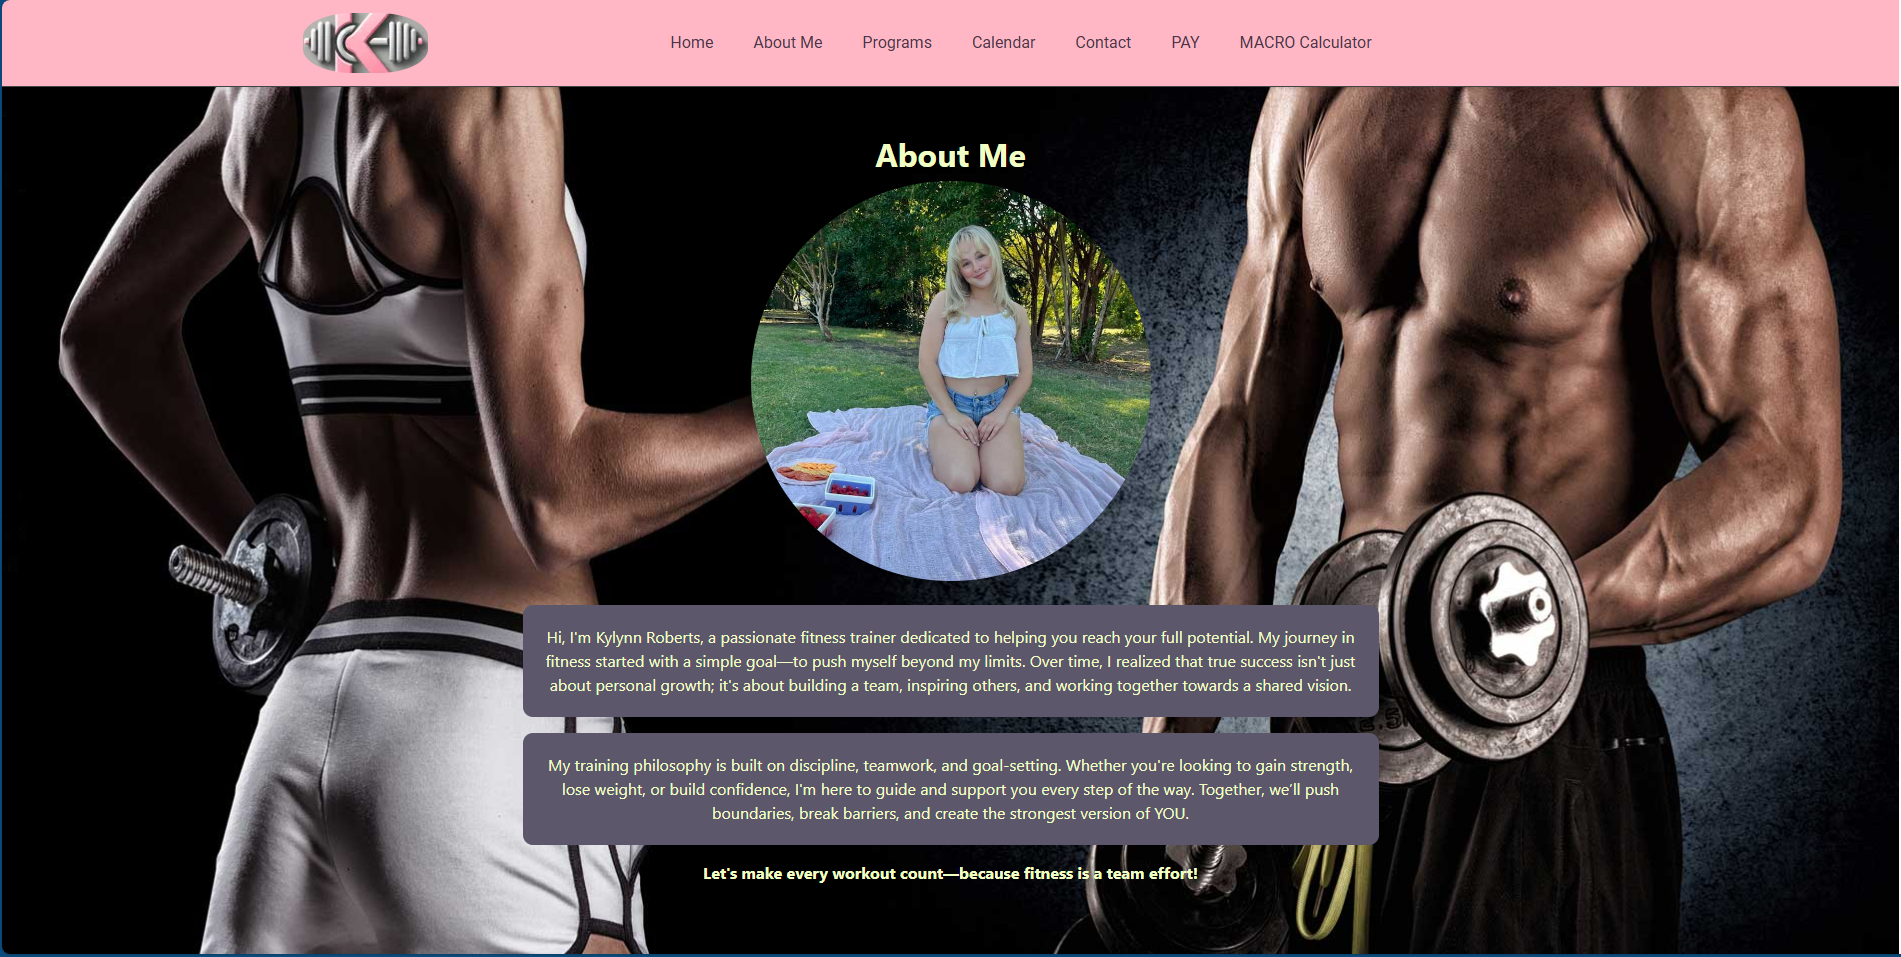 Home About Me Programs Calendar Contact PAY MACRO Calculator
About Me
Hi, I'm Kylynn Roberts, a passionate fitness trainer dedicated to helping you reach your full potential. My journey in
fitness started with a simple goal—to push myself beyond my limits. Over time, I realized that true success isn't just
about personal growth; it's about building a team, inspiring others, and working together towards a shared vision.
My training philosophy is built on discipline, teamwork, and goal-setting. Whether you're looking to gain strength,
lose weight, or build confidence, I'm here to guide and support you every step of the way. Together, we'll push
boundaries, break barriers, and create the strongest version of YOU.
Let's make every workout count—because fitness is a team effort!